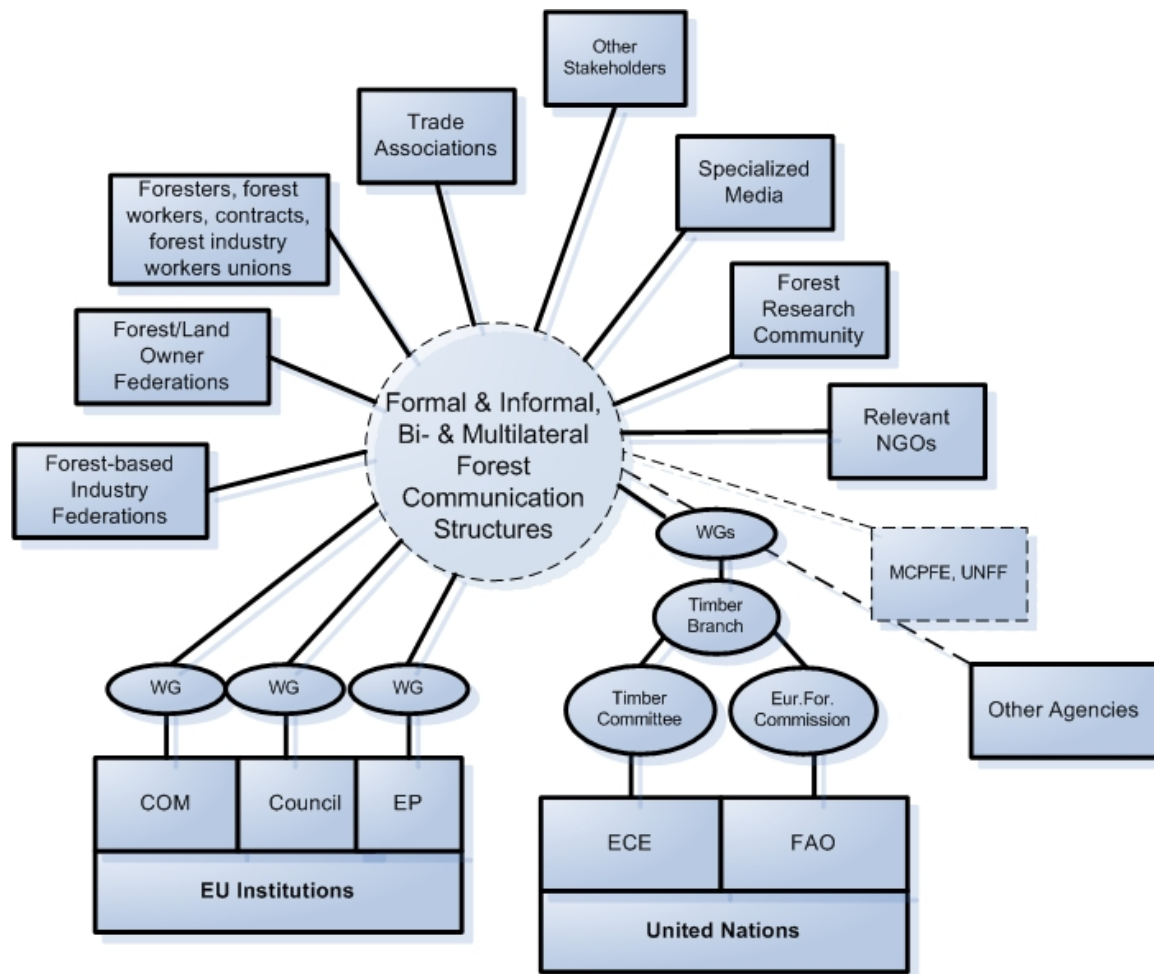 Other
Stakeholders
Trade
Associations
Specialized
Media
Foresters, forest
workers, contracts,
forest industry
workers unions
Forest
Research
Community
Forest/Land
Owner
Federations
Formal & Informal,
Bi- & Multilateral
Forest
Communication
Structures
Relevant
NGOs
Forest-based
Industry
Federations
WGs
MCPFE, UNFF
Timber
Branch
WG
WG
WG
Timber
Committee
Eur.For.
Commission
Other Agencies
COM
Council
EP
ECE
FAO
EU Institutions
United Nations